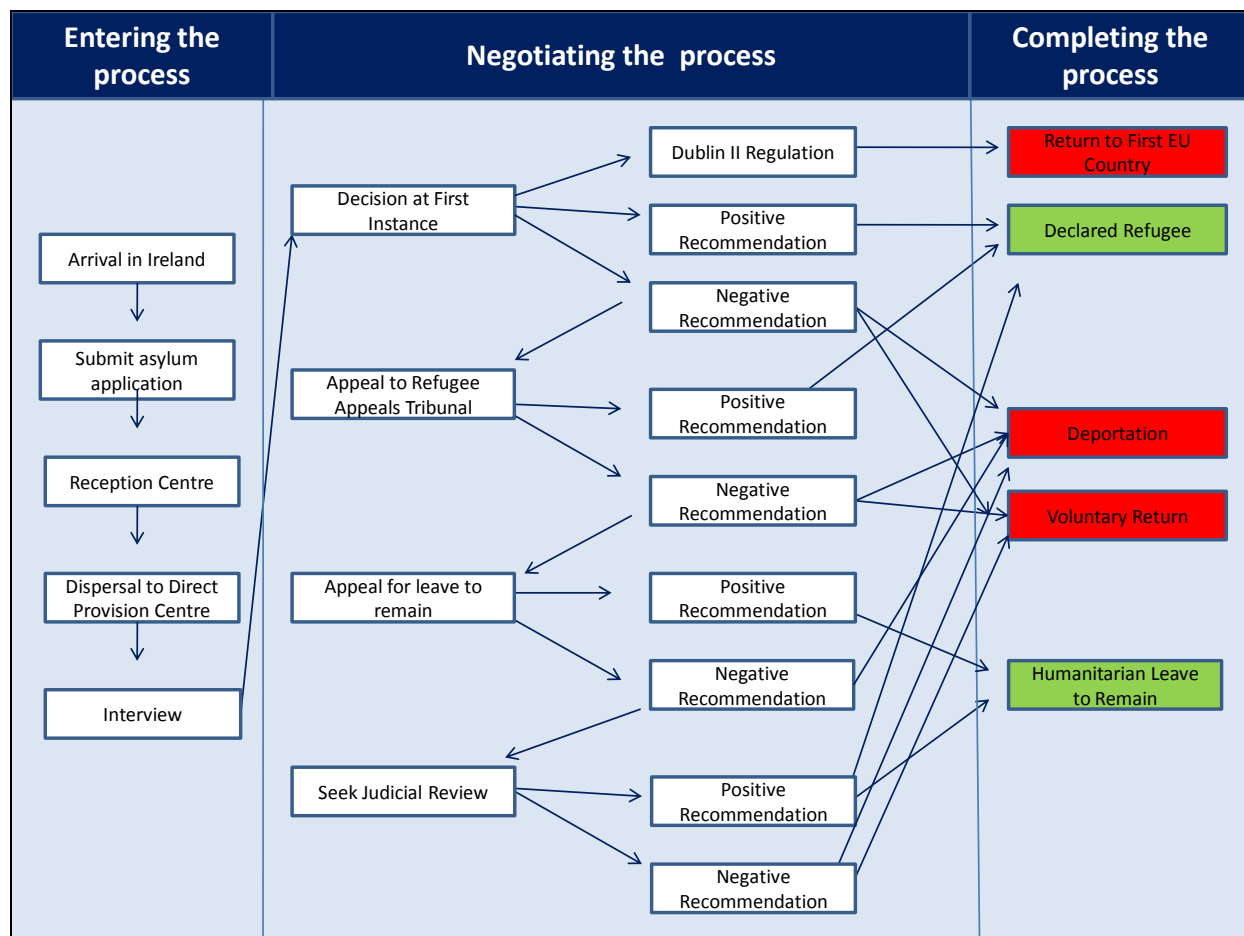 Entering the
process
Negotiating the process
Completing the
process
Arrival in Ireland
Submit asylum
application
Reception Centre
Dispersal to Direct
Provision Centre
Interview
Decision at First
Instance
Appeal to Refugee
Appeals Tribunal
Appeal for leave to
remain
Seek Judicial Review
Dublin II Regulation
Positive
Recommendation
Negative
Recommendation
Positive
Recommendation
Negative
Recommendation
Positive
Recommendation
Negative
Recommendation
Positive
Recommendation
Negative
Recommendation
Return to First EU
Country
Declared Refugee
Deportation
Voluntary Return
Humanitarian Leave
to Remain